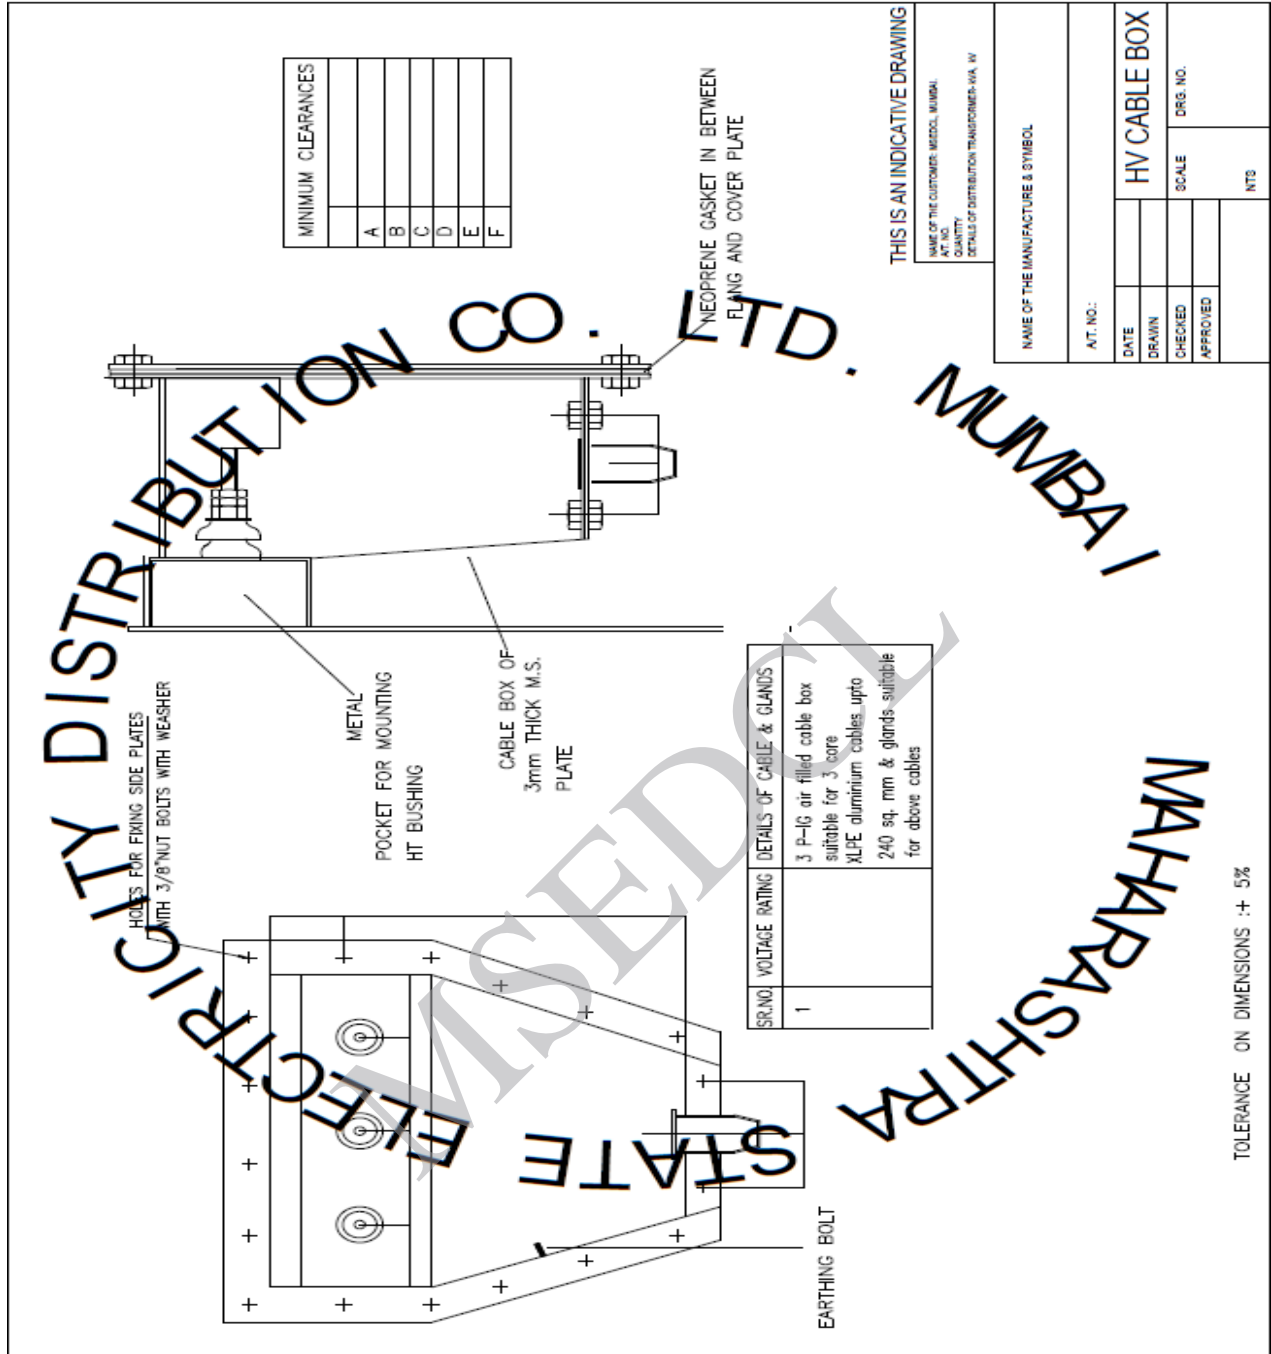 MAHARASHTRA STATE ELECTRICITY DISTRIBUTION CO. LTD. MUMBAI
MSEDCL
HOLES FOR FIXING SIDE PLATES
WITH 3/8"NUT BOLTS WITH WEASHER
METAL
POCKET FOR MOUNTING
HT BUSHING
CABLE BOX OF
3mm THICK M.S.
PLATE
MINIMUM CLEARANCES
A
B
C
D
E
F
NEOPRENE GASKET IN BETWEEN
FLANG AND COVER PLATE
EARTHING BOLT
SR.NO. VOLTAGE RATING DETAILS OF CABLE & GLANDS
1 3 P-IG air filled cable box
suitable for 3 core
XLPE aluminium cables upto
240 sq. mm & glands suitable
for above cables
TOLERANCE ON DIMENSIONS :+ 5%
THIS IS AN INDICATIVE DRAWING
NAME OF THE CUSTOMER: MSEDCL, MUMBAI.
A/T. NO.
QUANTITY
DETAILS OF DISTRIBUTION TRANSFORMER- kVA, kV
NAME OF THE MANUFACTURE & SYMBOL
A/T. NO.:
DATE
DRAWN
CHECKED
APPROVED
HV CABLE BOX
SCALE
NTS
DRG. NO.